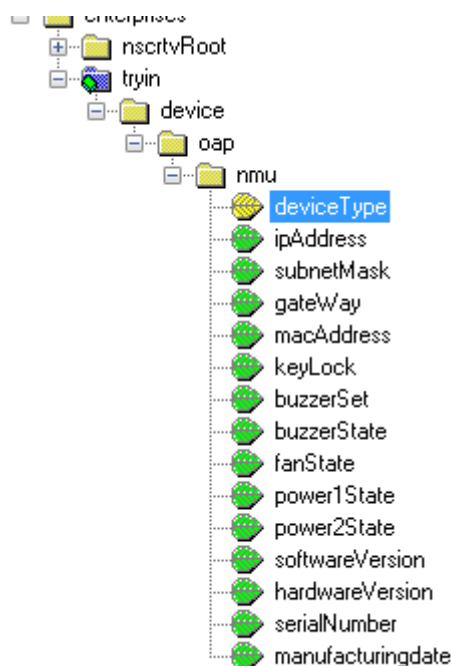 enterprises
nscrtvRoot
tryin
device
oap
nmu
deviceType
ipAddress
subnetMask
gateWay
macAddress
keyLock
buzzerSet
buzzerState
fanState
power1State
power2State
softwareVersion
hardwareVersion
serialNumber
manufacturingdate